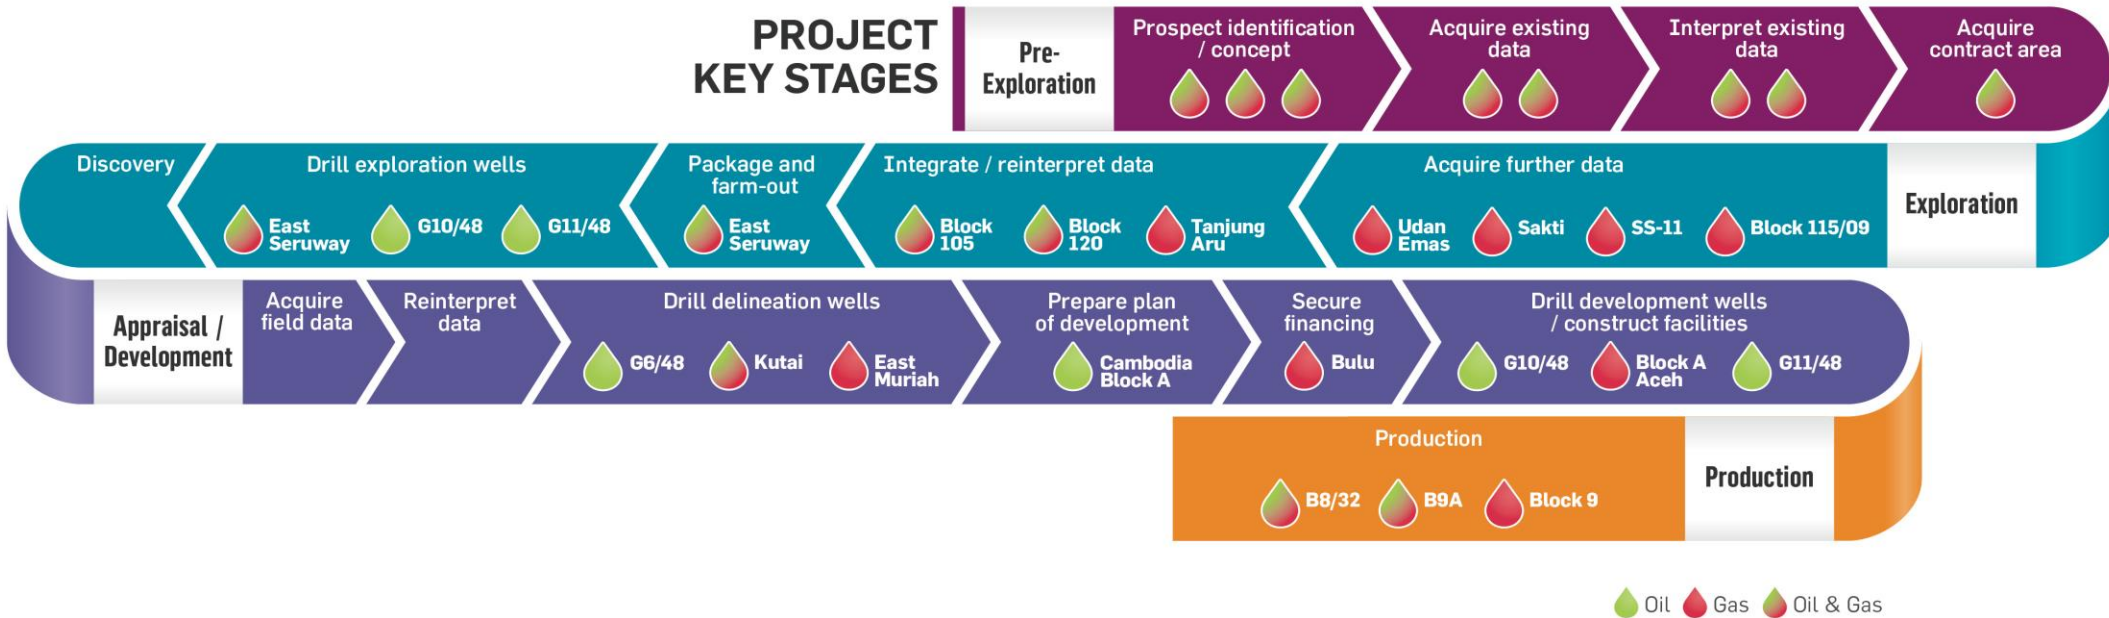 PROJECT
KEY STAGES
Pre-
Exploration
Prospect identification
/ concept
Acquire existing
data
Interpret existing
data
Acquire
contract area
Exploration
Acquire further data
Udan
Emas
Sakti
SS-11
Block 115/09
Integrate / reinterpret data
Block
105
Block
120
Tanjung
Aru
Package and
farm-out
East
Seruway
Drill exploration wells
East
Seruway
G10/48
G11/48
Discovery
Appraisal /
Development
Acquire
field data
Reinterpret
data
Drill delineation wells
G6/48
Kutai
East
Muriah
Prepare plan
of development
Cambodia
Block A
Secure
financing
Bulu
Drill development wells
/ construct facilities
G10/48
Block A
Aceh
G11/48
Production
Production
B8/32
B9A
Block 9
Oil
Gas
Oil & Gas